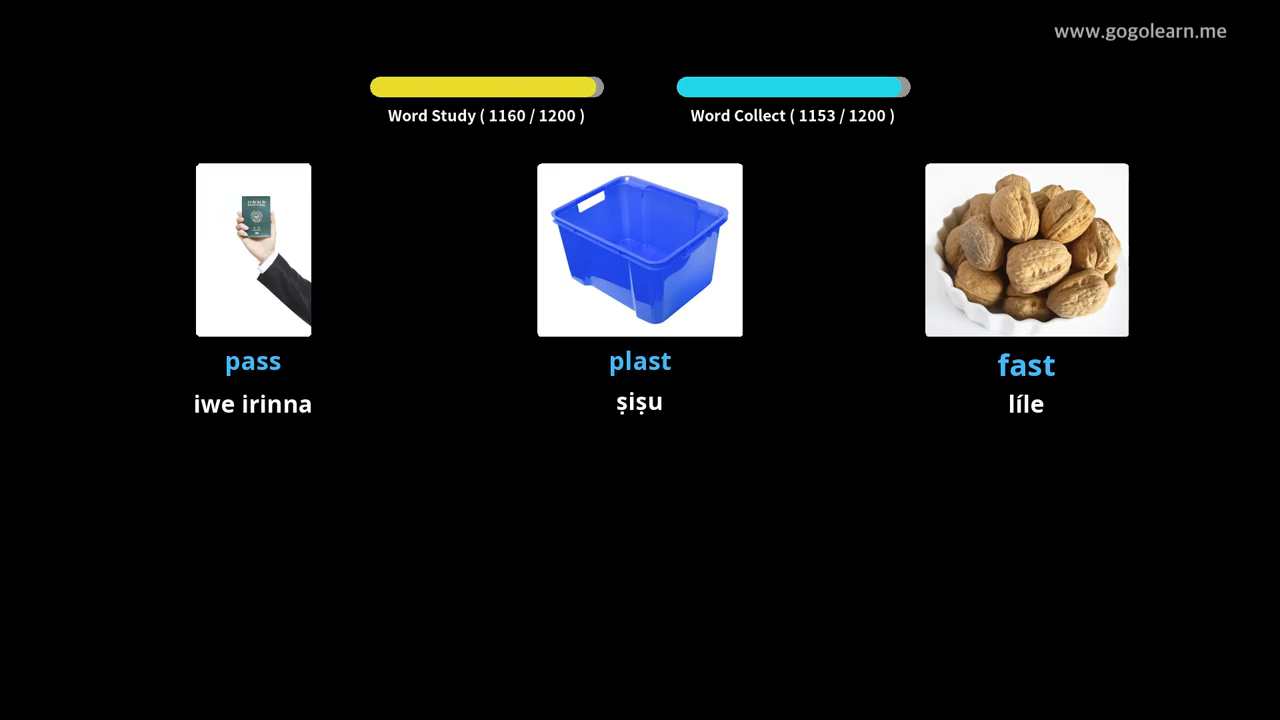 www.gogolearn.me
Word Study ( 1160 / 1200 )
Word Collect ( 1153 / 1200 )
pass
plast
fast
iwe irinna
ṣiṣu
líle